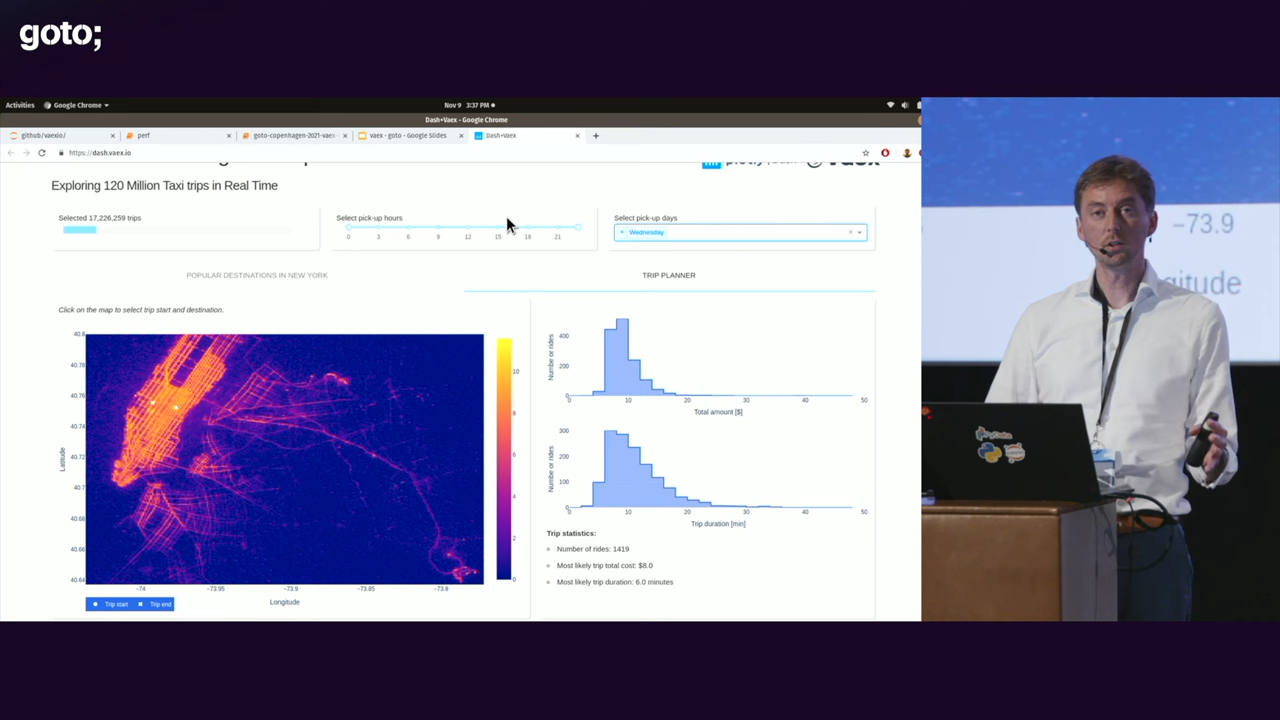 goto;
Activities Google Chrome Nov 9 3:37 PM
Dash+Vaex - Google Chrome
github/vaexio/ perf goto-copenhagen-2021-vaex vaex - goto - Google Slides Dash+Vaex
https://dash.vaex.io
vaex
Exploring 120 Million Taxi trips in Real Time
Selected 17,226,259 trips
Select pick-up hours
0 3 6 9 12 15 18 21
Select pick-up days
Wednesday
POPULAR DESTINATIONS IN NEW YORK
TRIP PLANNER
Click on the map to select trip start and destination.
40.8
40.78
40.76
40.74
40.72
40.7
40.68
40.66
40.64
Latitude
−74 −73.95 −73.9 −73.85 −73.8
Longitude
10
8
6
4
2
0
Trip start Trip end
Numbe or rides
400
200
0
0 10 20 30 40 50
Total amount [$]
Numbe or rides
300
200
100
0
0 10 20 30 40 50
Trip duration [min]
Trip statistics:
Number of rides: 1419
Most likely trip total cost: $8.0
Most likely trip duration: 6.0 minutes
−73.9
gitude
PyData